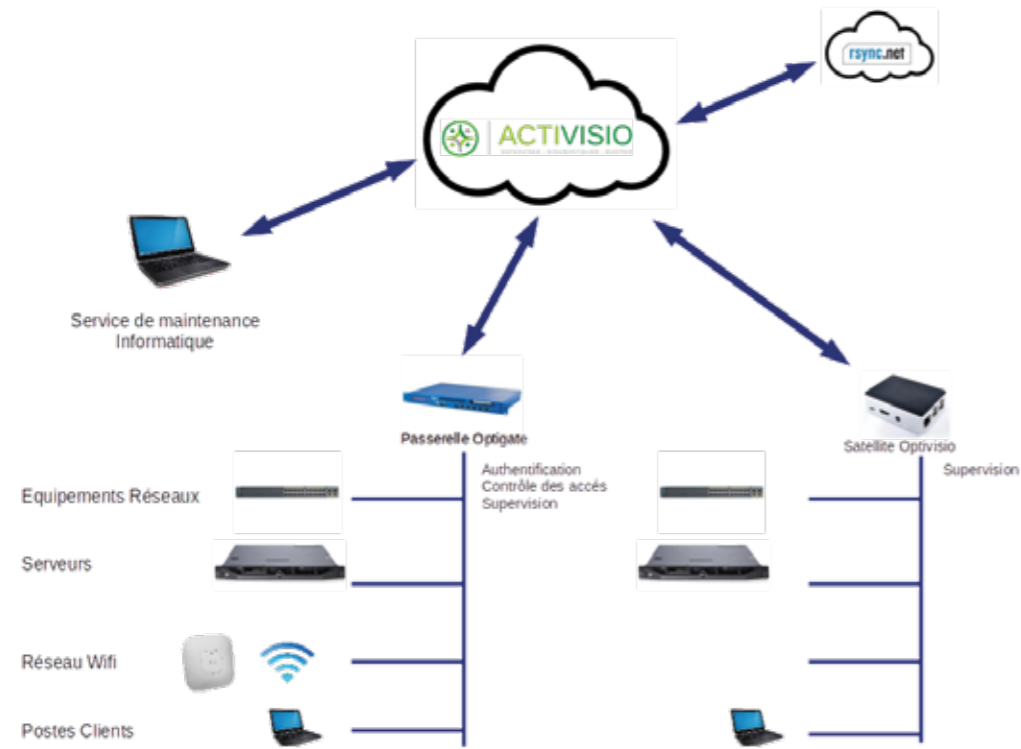 rsync.net
ACTIVISIO
Service de maintenance
Informatique
Passerelle Optigate
Satellite Optivisio
Authentification
Contrôle des accés
Supervision
Supervision
Equipements Réseaux
Serveurs
Réseau Wifi
Postes Clients